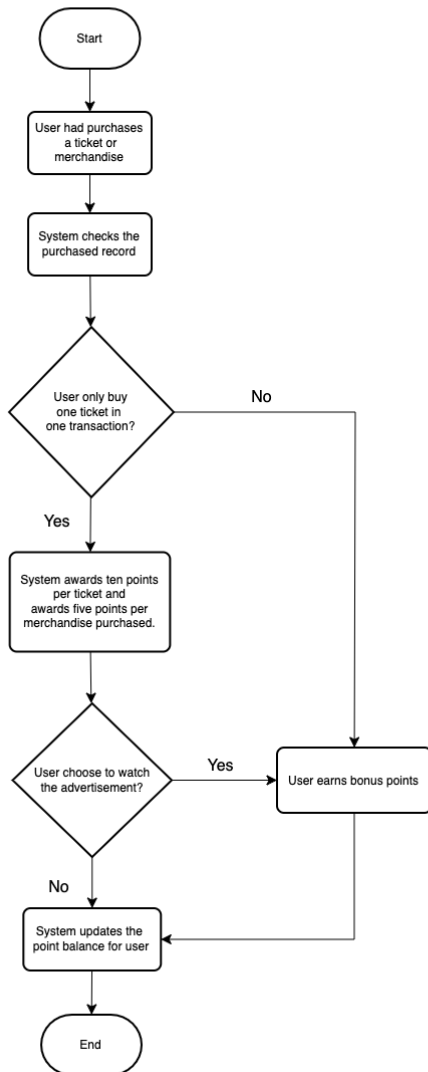 Start
User had purchases
a ticket or
merchandise
System checks the
purchased record
User only buy
one ticket in
one transaction?
No
Yes
System awards ten points
per ticket and
awards five points per
merchandise purchased.
User choose to watch
the advertisement?
Yes
User earns bonus points
No
System updates the
point balance for user
End